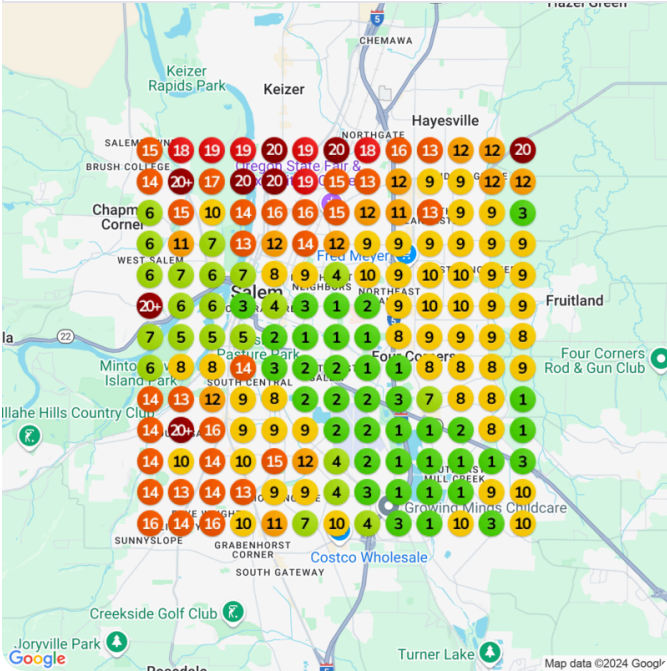 Hazel Green
5
CHEMAWA
Keizer
Rapids Park
Keizer
Hayesville
NORTHGATE
15 18 19 19 20 19 20 18 16 13 12 12 20
BRUSH COLLEGE
Oregon State Fair &
14 20+ 17 20 20 19 15 13 12 9 9 12 12
6 15 10 14 16 16 15 12 11 13 9 9 3
Corner
6 11 7 13 12 14 12 9 9 9 9 9 9
Fred Meyer
WEST SALEM
6 7 6 7 8 9 4 10 9 10 10 9 9
NEIGHBORS
Salem
NORTHEAST
20+ 6 6 3 4 3 1 2 9 10 10 9 9
Fruitland
22
7 5 5 5 2 1 1 1 8 9 9 9 8
Pasture Park
Four Corners
Four Corners
Rod & Gun Club
6 8 8 14 3 2 2 1 1 8 8 8 9
Island Park
SOUTH CENTRAL
14 13 12 9 8 2 2 2 3 7 8 8 1
illahe Hills Country Club
14 20+ 16 9 9 9 2 2 1 1 2 8 1
14 10 14 10 15 12 4 2 1 1 1 1 3
MILL CREEK
14 13 14 13 9 9 4 3 1 1 1 9 10
Growing Minds Childcare
16 14 16 10 11 7 10 4 3 1 10 3 10
SUNNYSLOPE
GRABENHORST
CORNER
Costco Wholesale
SOUTH GATEWAY
Creekside Golf Club
Joryville Park
Turner Lake
Google
5
Map data ©2024 Google